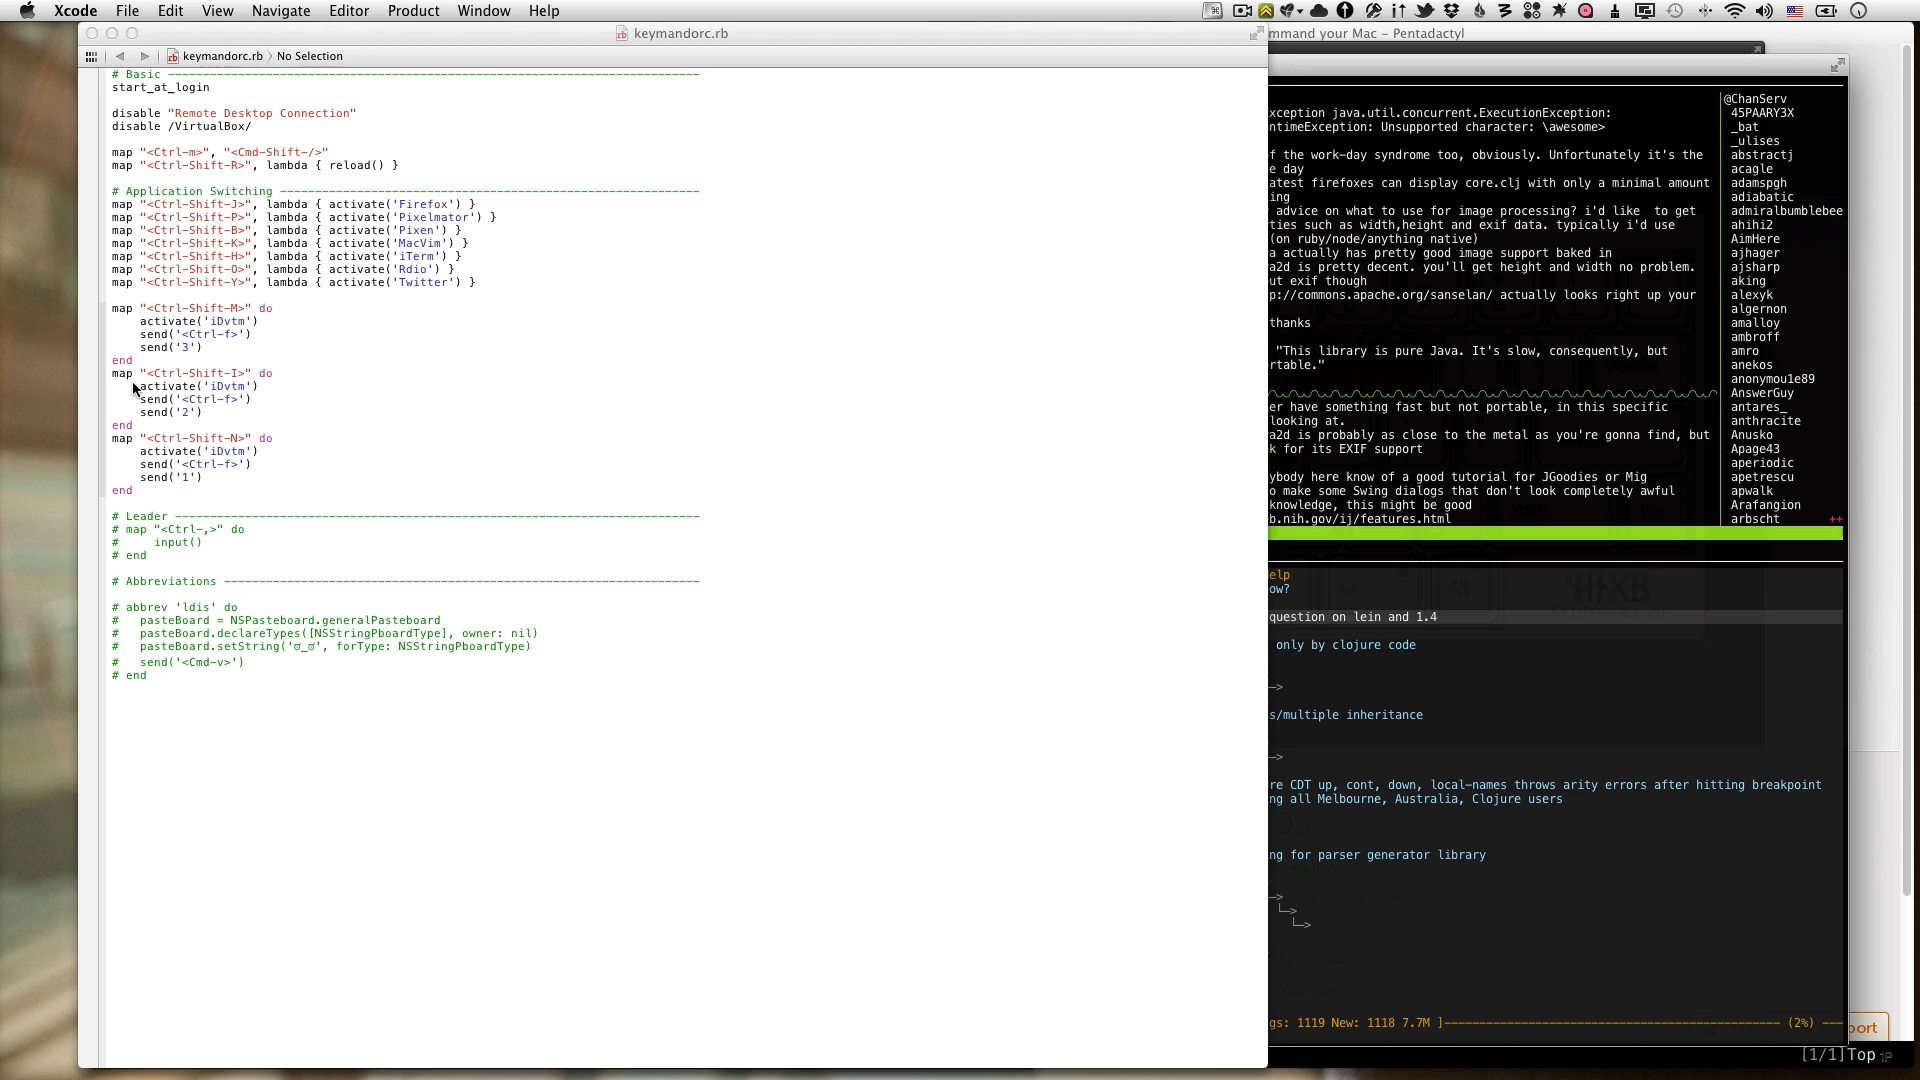 Xcode File Edit View Navigate Editor Product Window Help
keymandorc.rb
mmand your Mac – Pentadactyl
keymandorc.rb No Selection
# Basic ----------------------------------------------------------------------------
start_at_login
disable "Remote Desktop Connection"
disable /VirtualBox/
map "<Ctrl-m>", "<Cmd-Shift-/>"
map "<Ctrl-Shift-R>", lambda { reload() }
# Application Switching ------------------------------------------------------------
map "<Ctrl-Shift-J>", lambda { activate('Firefox') }
map "<Ctrl-Shift-P>", lambda { activate('Pixelmator') }
map "<Ctrl-Shift-B>", lambda { activate('Pixen') }
map "<Ctrl-Shift-K>", lambda { activate('MacVim') }
map "<Ctrl-Shift-H>", lambda { activate('iTerm') }
map "<Ctrl-Shift-O>", lambda { activate('Rdio') }
map "<Ctrl-Shift-Y>", lambda { activate('Twitter') }
map "<Ctrl-Shift-M>" do
activate('iDvtm')
send('<Ctrl-f>')
send('3')
end
map "<Ctrl-Shift-I>" do
activate('iDvtm')
send('<Ctrl-f>')
send('2')
end
map "<Ctrl-Shift-N>" do
activate('iDvtm')
send('<Ctrl-f>')
send('1')
end
# Leader ---------------------------------------------------------------------------
# map "<Ctrl-,>" do
# input()
# end
# Abbreviations --------------------------------------------------------------------
# abbrev 'ldis' do
# pasteBoard = NSPasteboard.generalPasteboard
# pasteBoard.declareTypes([NSStringPboardType], owner: nil)
# pasteBoard.setString('ಠ_ಠ', forType: NSStringPboardType)
# send('<Cmd-v>')
# end
xception java.util.concurrent.ExecutionException:
ntimeException: Unsupported character: \awesome>
f the work-day syndrome too, obviously. Unfortunately it's the
e day
atest firefoxes can display core.clj with only a minimal amount
ing
advice on what to use for image processing? i'd like to get
ties such as width,height and exif data. typically i'd use
(on ruby/node/anything native)
a actually has pretty good image support baked in
a2d is pretty decent. you'll get height and width no problem.
ut exif though
p://commons.apache.org/sanselan/ actually looks right up your
thanks
"This library is pure Java. It's slow, consequently, but
rtable."
er have something fast but not portable, in this specific
looking at.
a2d is probably as close to the metal as you're gonna find, but
k for its EXIF support
ybody here know of a good tutorial for JGoodies or Mig
o make some Swing dialogs that don't look completely awful
knowledge, this might be good
b.nih.gov/ij/features.html
@ChanServ
45PAARY3X
_bat
_ulises
abstractj
acagle
adamspgh
adiabatic
admiralbumblebee
ahihi2
AimHere
ajhager
ajsharp
aking
alexyk
algernon
amalloy
ambroff
amro
anekos
anonymou1e89
AnswerGuy
antares_
anthracite
Anusko
Apage43
aperiodic
apetrescu
apwalk
Arafangion
arbscht ++
elp
ow?
question on lein and 1.4
only by clojure code
->
s/multiple inheritance
->
re CDT up, cont, down, local-names throws arity errors after hitting breakpoint
ng all Melbourne, Australia, Clojure users
ng for parser generator library
->
└->
└->
gs: 1119 New: 1118 7.7M ]------------------------------------------------ (2%) ---
port
[1/1]Top